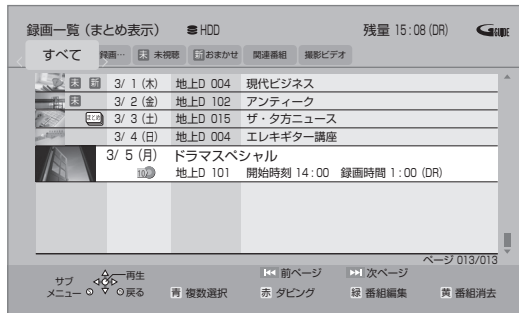 録画一覧（まとめ表示） HDD 残量 15:08 (DR) G GUIDE
すべて 録画… 未 未視聴 新 おまかせ 関連番組 撮影ビデオ
未 新 3/ 1 (木) 地上D 004 現代ビジネス
未 3/ 2 (金) 地上D 102 アンティーク
まとめ 3/ 3 (土) 地上D 015 ザ・夕方ニュース
3/ 4 (日) 地上D 004 エレキギター講座
3/ 5 (月) ドラマスペシャル
地上D 101 開始時刻 14:00 録画時間 1:00 (DR)
ページ 013/013
サブメニュー 再生 戻る
前ページ 次ページ
青 複数選択 赤 ダビング 緑 番組編集 黄 番組消去